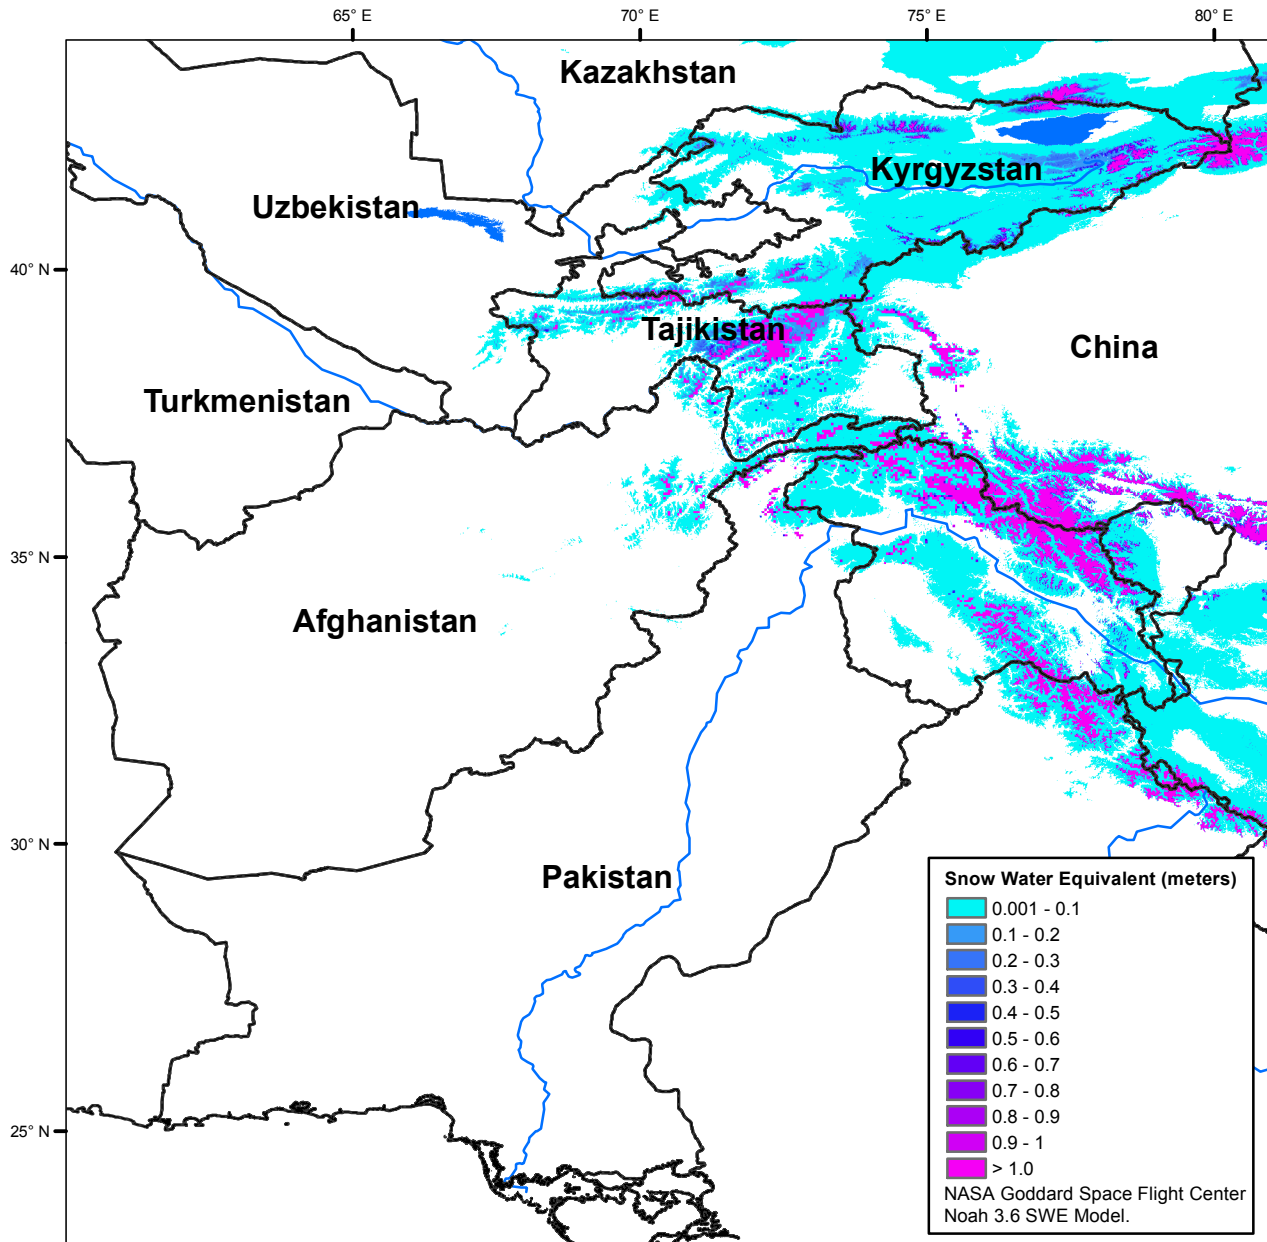 65° E
70° E
75° E
80° E
Kazakhstan
Kyrgyzstan
Uzbekistan
40° N
Tajikistan
China
Turkmenistan
35° N
Afghanistan
30° N
Pakistan
25° N
Snow Water Equivalent (meters)
0.001 - 0.1
0.1 - 0.2
0.2 - 0.3
0.3 - 0.4
0.4 - 0.5
0.5 - 0.6
0.6 - 0.7
0.7 - 0.8
0.8 - 0.9
0.9 - 1
> 1.0
NASA Goddard Space Flight Center
Noah 3.6 SWE Model.